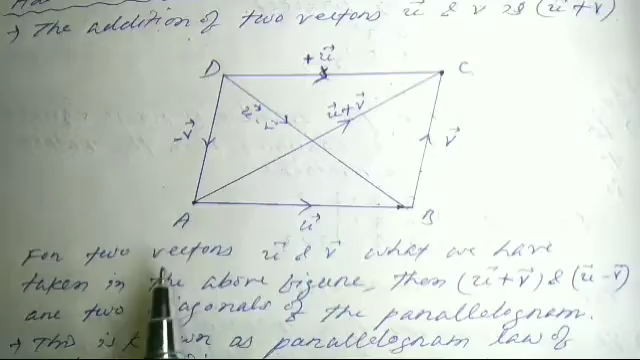 → The addition of two vectors u⃗ & v is (u⃗+v⃗)
D
+u⃗
C
-v⃗
u⃗-v⃗
u⃗+v⃗
v⃗
A
u⃗
B
For two vectors u⃗ & v⃗ what we have
taken in the above figure, then (u⃗+v⃗) & (u⃗-v⃗)
are two diagonals of the parallelogram.
→ This is known as parallelogram law of